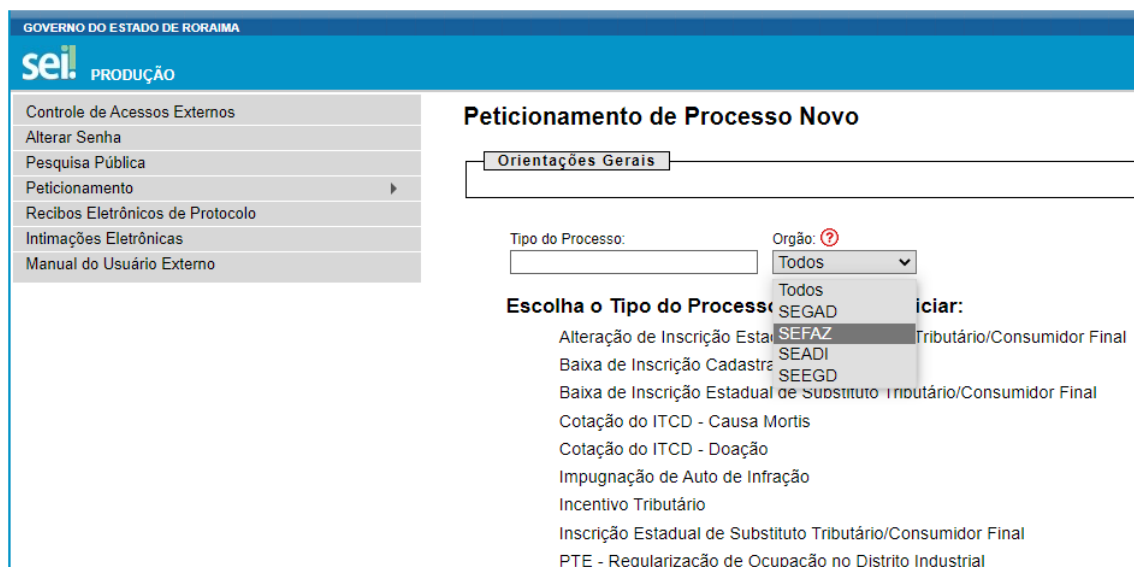 GOVERNO DO ESTADO DE RORAIMA
sei! PRODUÇÃO
Controle de Acessos Externos
Alterar Senha
Pesquisa Pública
Peticionamento
Recibos Eletrônicos de Protocolo
Intimações Eletrônicas
Manual do Usuário Externo
Peticionamento de Processo Novo
Orientações Gerais
Tipo do Processo:
Orgão: ?
Todos
Todos
SEGAD
SEFAZ
SEADI
SEEGD
Escolha o Tipo do Process iciar:
Alteração de Inscrição Esta Tributário/Consumidor Final
Baixa de Inscrição Cadastra
Baixa de Inscrição Estadual de Substituto Tributário/Consumidor Final
Cotação do ITCD - Causa Mortis
Cotação do ITCD - Doação
Impugnação de Auto de Infração
Incentivo Tributário
Inscrição Estadual de Substituto Tributário/Consumidor Final
PTE - Regularização de Ocupação no Distrito Industrial